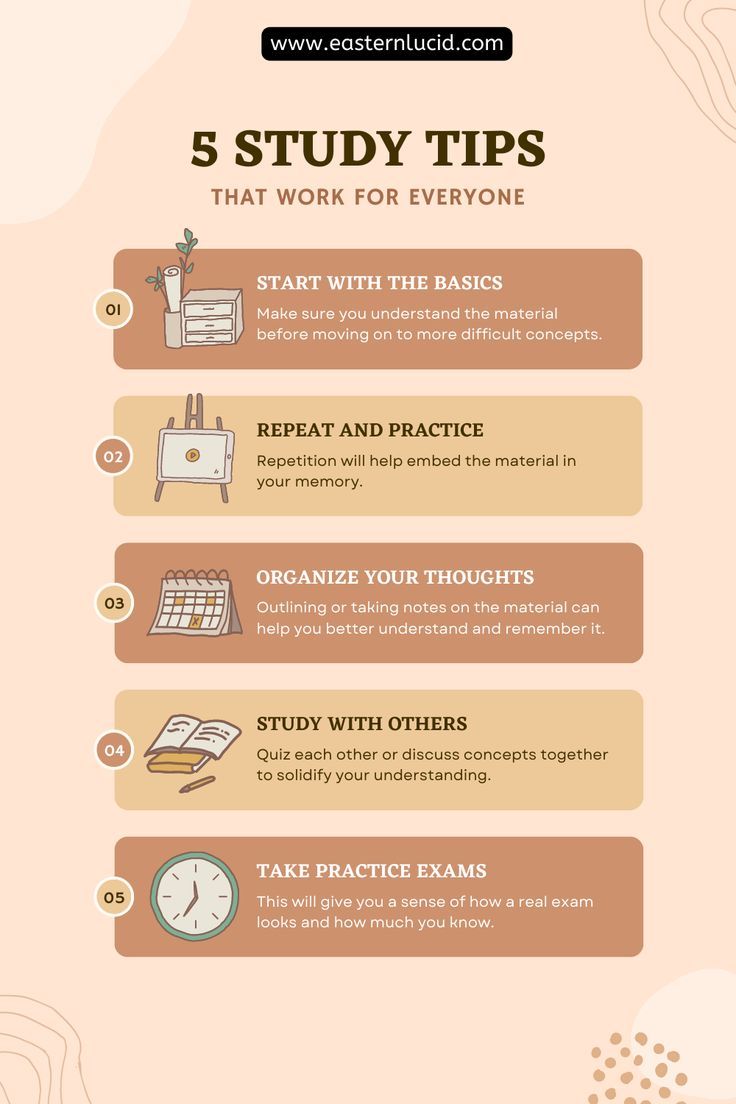 www.easternlucid.com
5 STUDY TIPS
THAT WORK FOR EVERYONE
01
START WITH THE BASICS
Make sure you understand the material
before moving on to more difficult concepts.
02
REPEAT AND PRACTICE
Repetition will help embed the material in
your memory.
03
ORGANIZE YOUR THOUGHTS
Outlining or taking notes on the material can
help you better understand and remember it.
04
STUDY WITH OTHERS
Quiz each other or discuss concepts together
to solidify your understanding.
05
TAKE PRACTICE EXAMS
This will give you a sense of how a real exam
looks and how much you know.